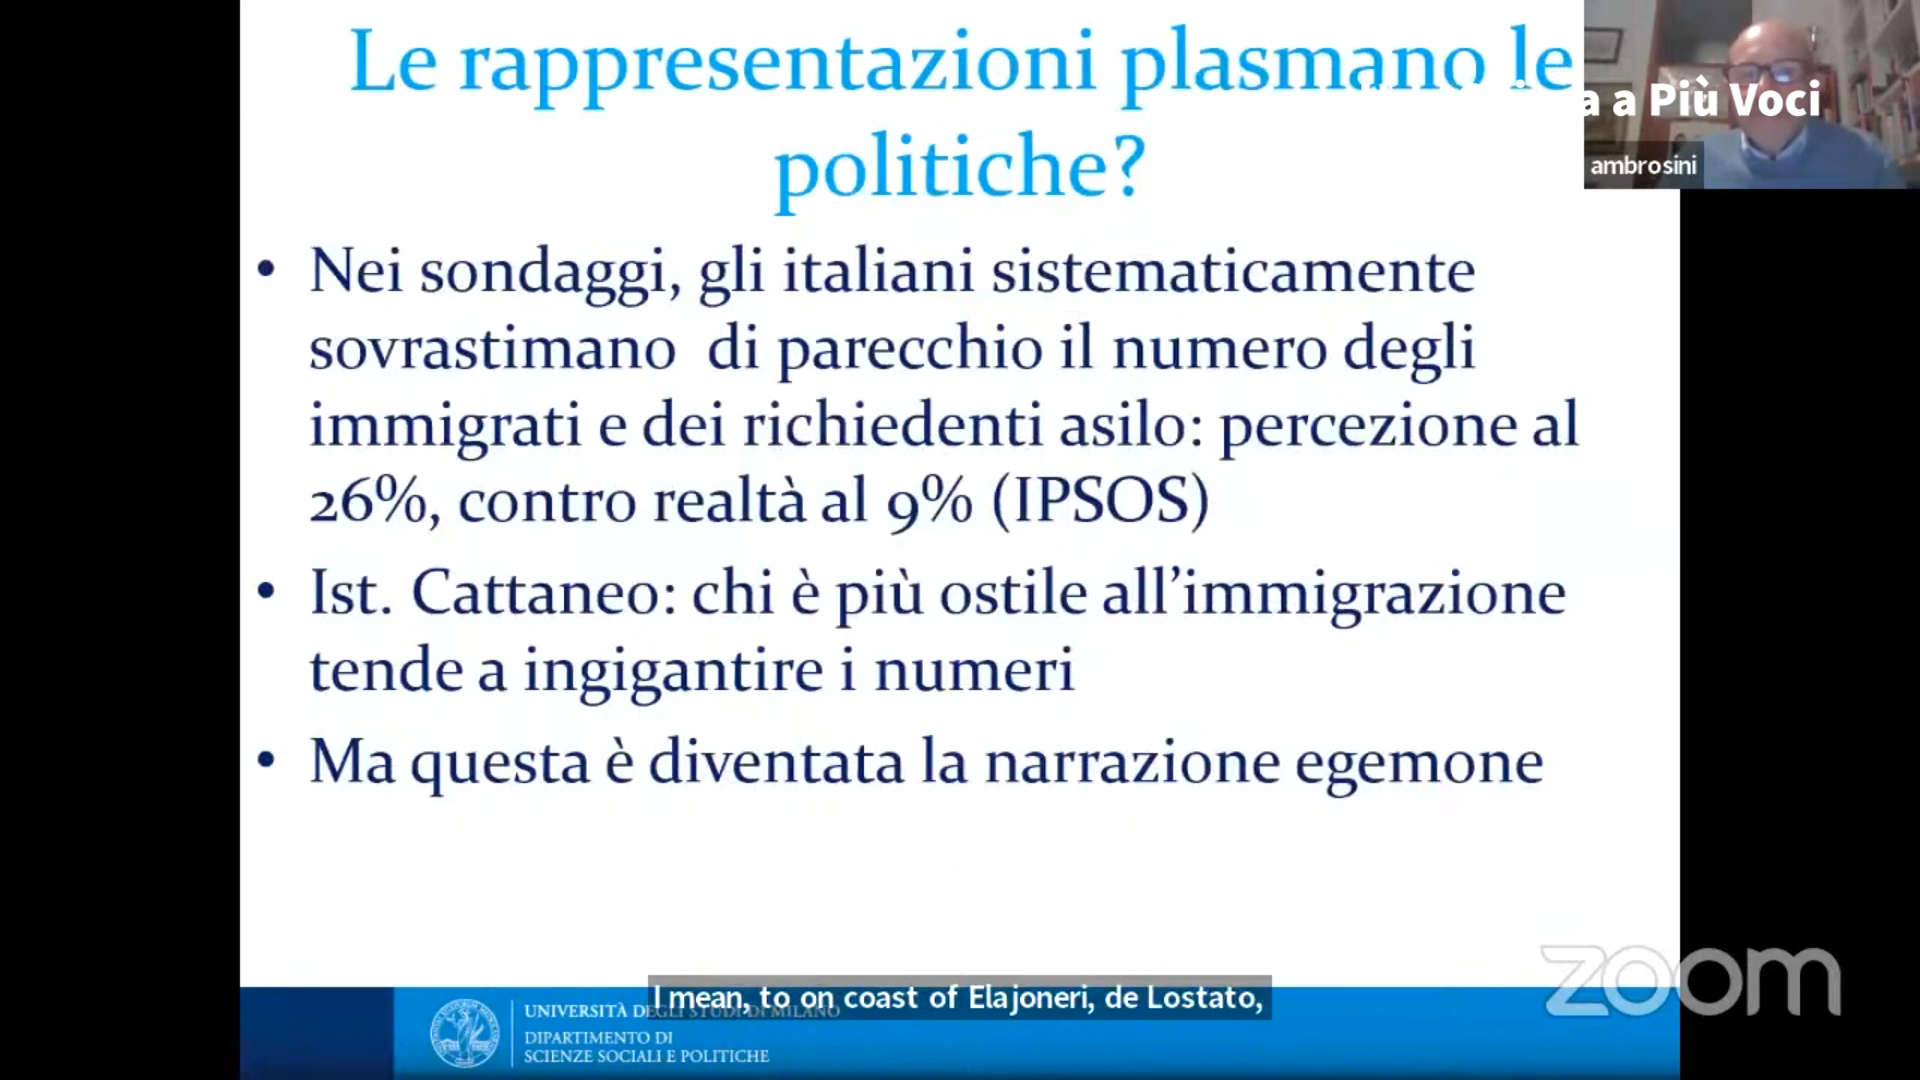 Le rappresentazioni plasmano le
politiche?
a a Più Voci
ambrosini
• Nei sondaggi, gli italiani sistematicamente
sovrastimano di parecchio il numero degli
immigrati e dei richiedenti asilo: percezione al
26%, contro realtà al 9% (IPSOS)
• Ist. Cattaneo: chi è più ostile all’immigrazione
tende a ingigantire i numeri
• Ma questa è diventata la narrazione egemone
zoom
I mean, to on coast of Elajoneri, de Lostato,
UNIVERSITÀ DEGLI STUDI DI MILANO
DIPARTIMENTO DI
SCIENZE SOCIALI E POLITICHE